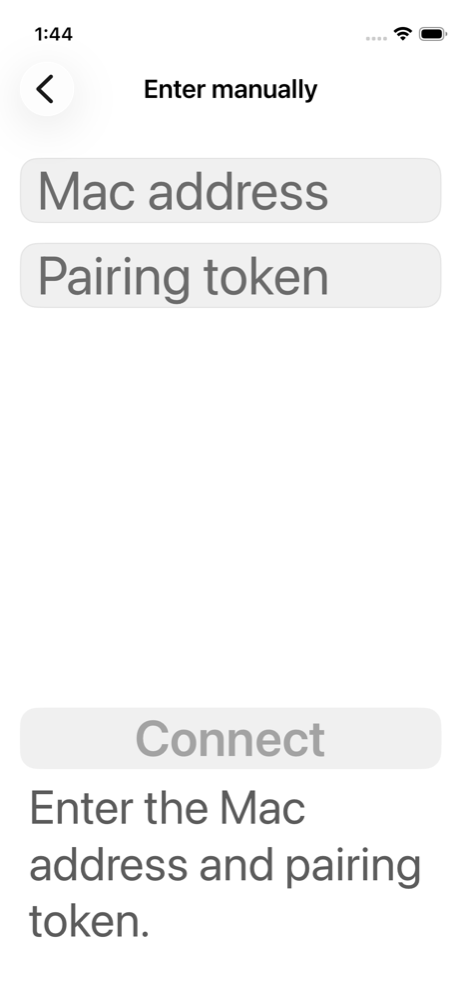 1:44
Enter manually
Mac address
Pairing token
Connect
Enter the Mac
address and pairing
token.